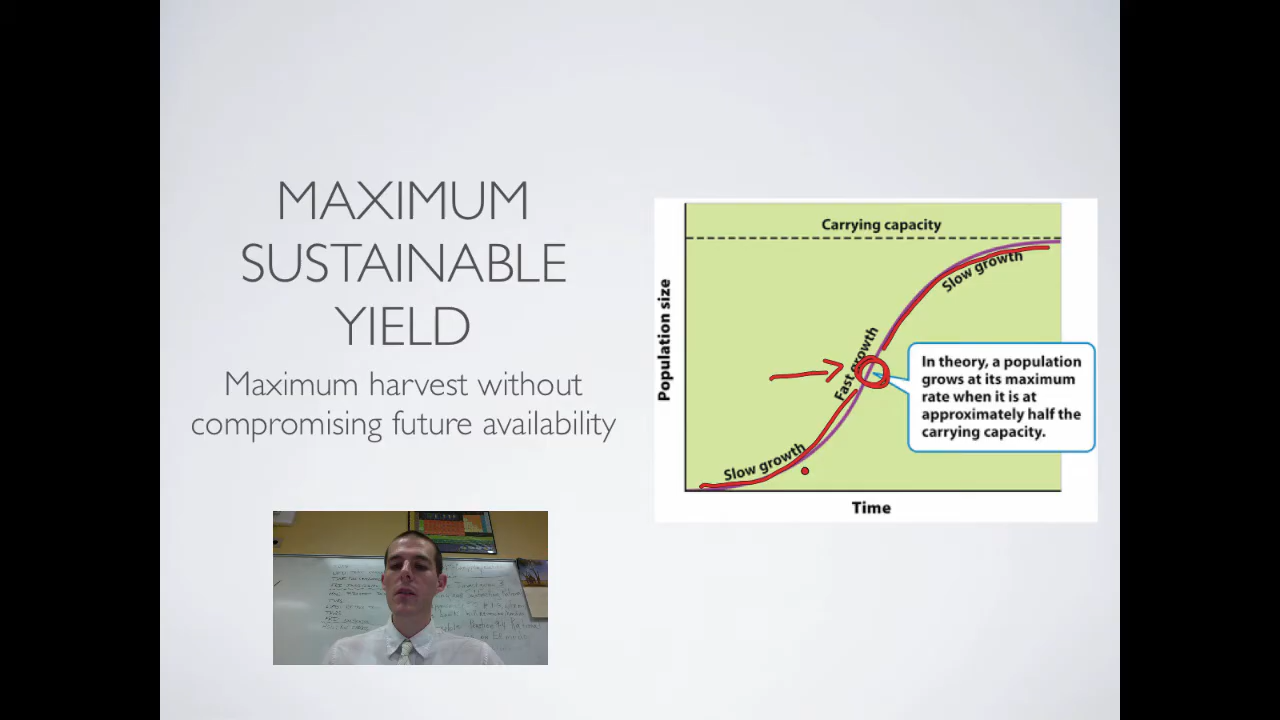 MAXIMUM
SUSTAINABLE
YIELD
Maximum harvest without
compromising future availability
Carrying capacity
Population size
Slow growth
Fast growth
Slow growth
In theory, a population
grows at its maximum
rate when it is at
approximately half the
carrying capacity.
Time